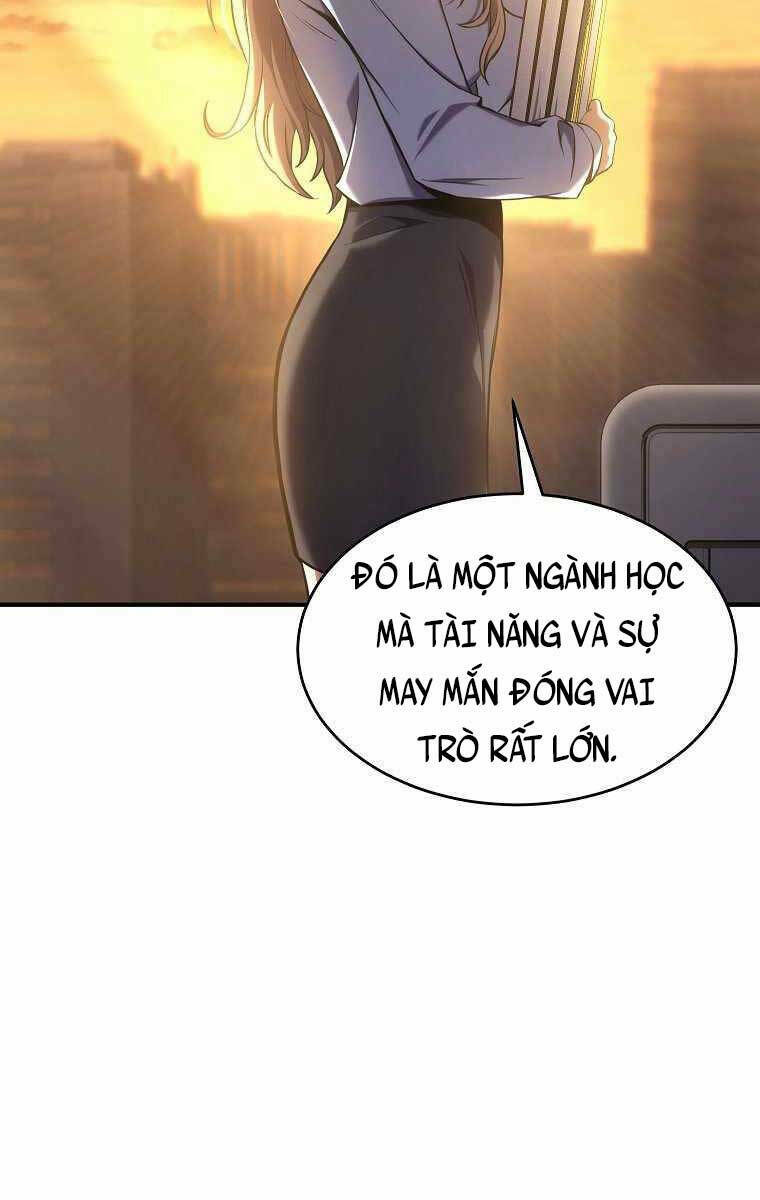 ĐÓ LÀ MỘT NGÀNH HỌC
MÀ TÀI NĂNG VÀ SỰ
MAY MẮN ĐÓNG VAI
TRÒ RẤT LỚN.